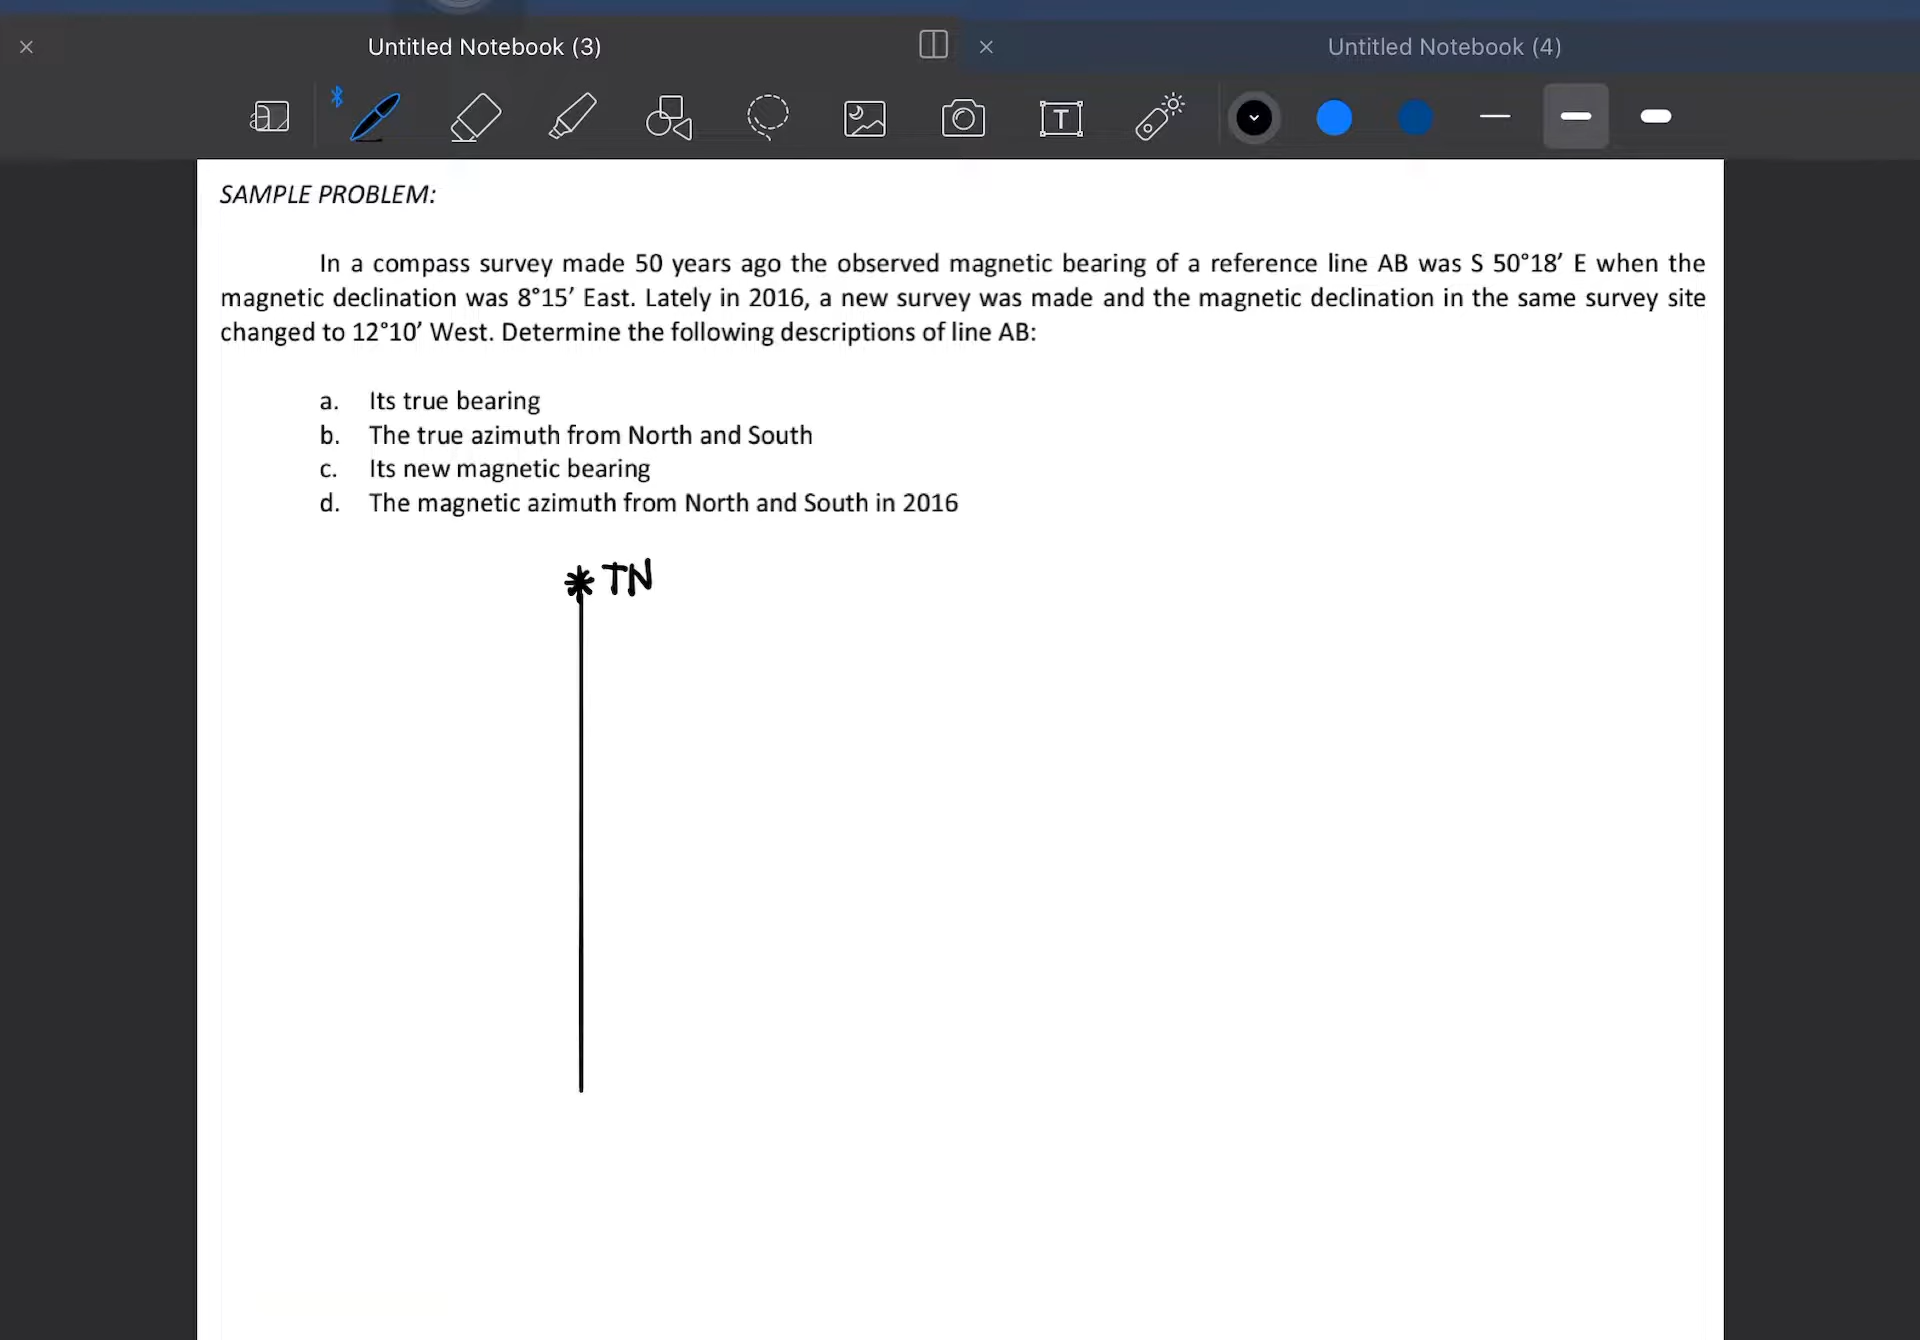 Untitled Notebook (3)
Untitled Notebook (4)
SAMPLE PROBLEM:
In a compass survey made 50 years ago the observed magnetic bearing of a reference line AB was S 50°18’ E when the
magnetic declination was 8°15’ East. Lately in 2016, a new survey was made and the magnetic declination in the same survey site
changed to 12°10’ West. Determine the following descriptions of line AB:
a. Its true bearing
b. The true azimuth from North and South
c. Its new magnetic bearing
d. The magnetic azimuth from North and South in 2016
TN